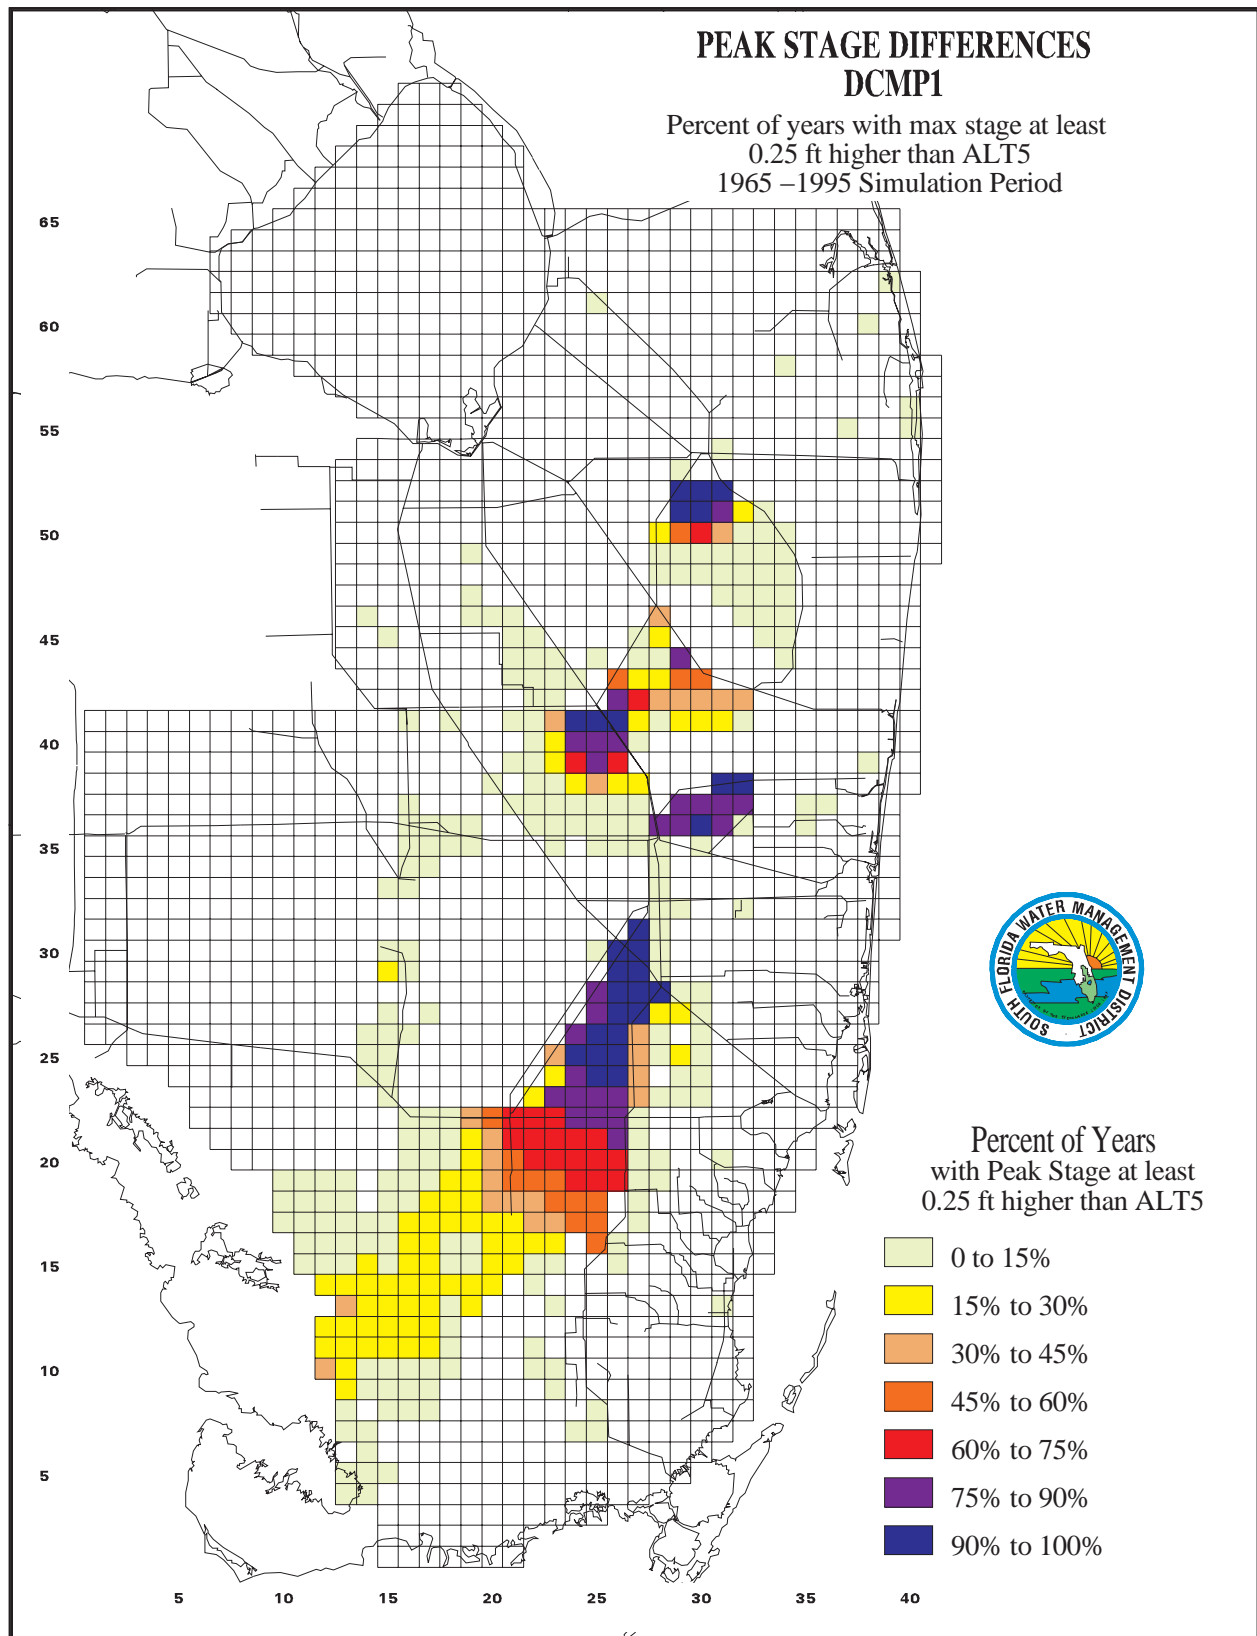 PEAK STAGE DIFFERENCES
DCMP1
Percent of years with max stage at least
0.25 ft higher than ALT5
1965 –1995 Simulation Period
65
60
55
50
45
40
35
30
25
20
15
10
5
SOUTH FLORIDA WATER MANAGEMENT DISTRICT
Percent of Years
with Peak Stage at least
0.25 ft higher than ALT5
0 to 15%
15% to 30%
30% to 45%
45% to 60%
60% to 75%
75% to 90%
90% to 100%
5 10 15 20 25 30 35 40
“